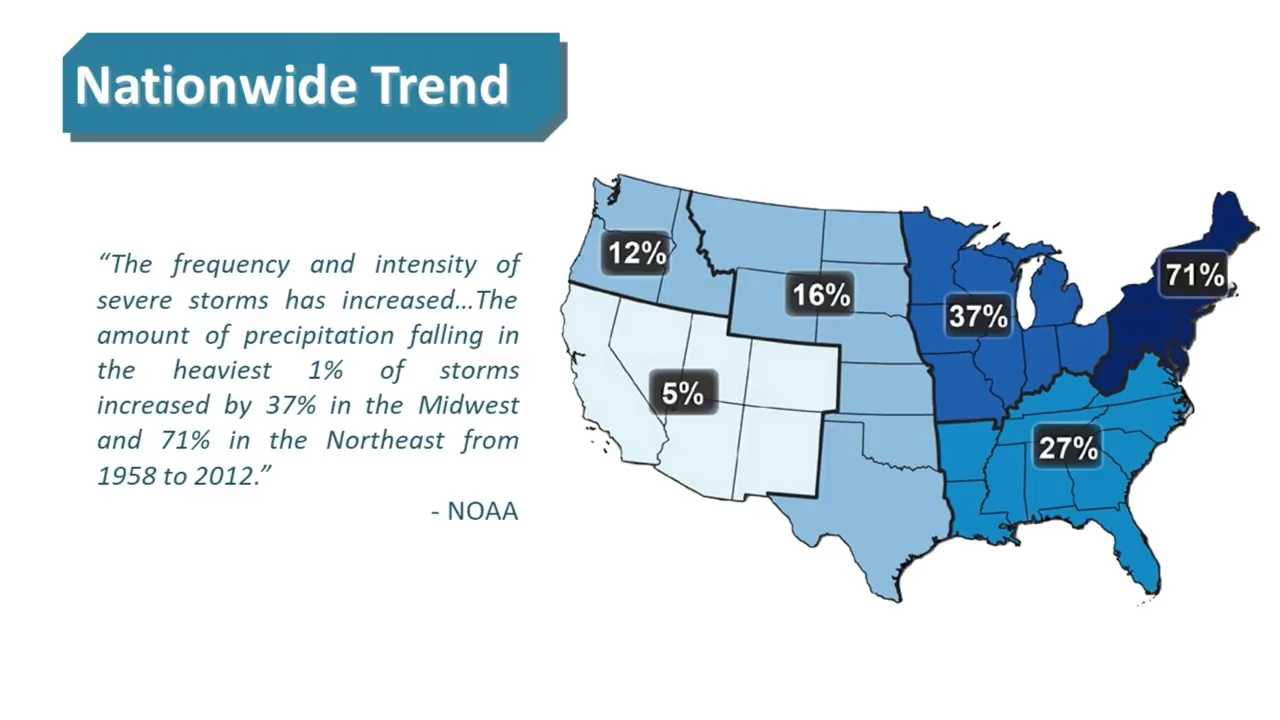 Nationwide Trend
“The frequency and intensity of
severe storms has increased...The
amount of precipitation falling in
the heaviest 1% of storms
increased by 37% in the Midwest
and 71% in the Northeast from
1958 to 2012.”
- NOAA
12%
16%
37%
71%
5%
27%